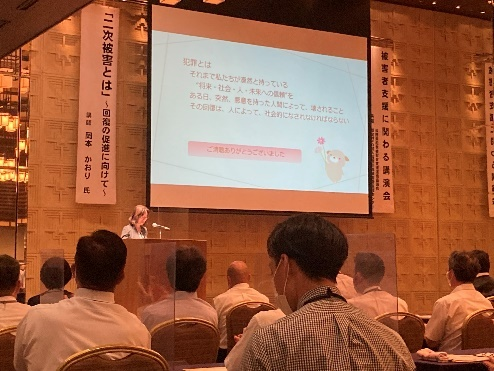 「二次被害とは」
～回復の促進に向けて～
講師 岡本 かおり 氏
犯罪とは
それまで私たちが漠然と持っている
“将来・社会・人・未来への信頼”を
ある日、突然、悪意を持った人間によって、壊されること
その回復は、人によって、社会的になされなければならない
ご清聴ありがとうございました
被害者支援に関わる講演会